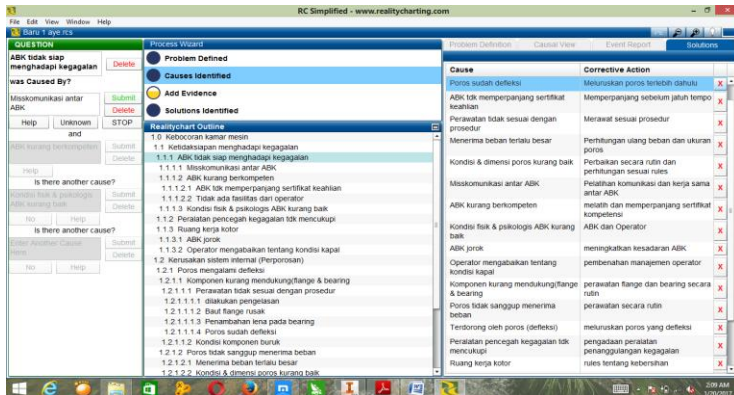 RC Simplified - www.realitycharting.com
File Edit View Window Help
Baru 1 aye.rcs
QUESTION
ABK tidak siap
menghadapi kegagalan
Delete
was Caused By?
Misskomunikasi antar
ABK
Submit
Delete
Help Unknown STOP
and
ABK kurang berkompeten
Submit
Delete
Help
Is there another cause?
Kondisi fisik & psikologis
ABK kurang baik
Submit
Delete
No Help
Is there another cause?
Enter Another Cause
Here
Submit
Delete
No Help
Process Wizard
Problem Defined
Causes Identified
Add Evidence
Solutions Identified
Realitychart Outline
1.0 Kebocoran kamar mesin
1.1 Ketidaksiapan menghadapi kegagalan
1.1.1 ABK tidak siap menghadapi kegagalan
1.1.1.1 Misskomunikasi antar ABK
1.1.1.2 ABK kurang berkompeten
1.1.1.2.1 ABK tdk memperpanjang sertifikat keahlian
1.1.1.2.2 Tidak ada fasilitas dari operator
1.1.1.3 Kondisi fisik & psikologis ABK kurang baik
1.1.2 Peralatan pencegah kegagalan tdk mencukupi
1.1.3 Ruang kerja kotor
1.1.3.1 ABK jorok
1.1.3.2 Operator mengabaikan tentang kondisi kapal
1.2 Kerusakan sistem internal (Perporosan)
1.2.1 Poros mengalami defleksi
1.2.1.1 Komponen kurang mendukung(flange & bearing
1.2.1.1.1 Perawatan tidak sesuai dengan prosedur
1.2.1.1.1.1 dilakukan pengelasan
1.2.1.1.1.2 Baut flange rusak
1.2.1.1.1.3 Penambahan lena pada bearing
1.2.1.1.1.4 Poros sudah defleksi
1.2.1.1.2 Kondisi komponen buruk
1.2.1.2 Poros tidak sanggup menerima beban
1.2.1.2.1 Menerima beban terlalu besar
1.2.1.2.2 Kondisi & dimensi poros kurang baik
Problem Definition Causal View Event Report Solutions
Cause Corrective Action
Poros sudah defleksi Meluruskan poros terlebih dahulu X
ABK tdk memperpanjang sertifikat Memperpanjang sebelum jatuh tempo X
keahlian
Perawatan tidak sesuai dengan Merawat sesuai prosedur X
prosedur
Menerima beban terlalu besar Perhitungan ulang beban dan ukuran X
poros
Kondisi & dimensi poros kurang baik Perbaikan secara rutin dan X
perhitungan sesuai rules
Misskomunikasi antar ABK Pelatihan komunikasi dan kerja sama X
antar ABK
ABK kurang berkompeten melatih dan memperpanjang sertifikat X
kompetensi
Kondisi fisik & psikologis ABK kurang ABK dan Operator X
baik
ABK jorok meningkatkan kesadaran ABK X
Operator mengabaikan tentang pembenahan manajemen operator X
kondisi kapal
Komponen kurang mendukung(flange perawatan flange dan bearing secara X
& bearing rutin
Poros tidak sanggup menerima perawatan secara rutin X
beban
Terdorong oleh poros (defleksi) meluruskan poros yang defleksi X
Peralatan pencegah kegagalan tdk pengadaan peralatan X
mencukupi penanggulangan kegagalan
Ruang kerja kotor rules tentang kebersihan X
2:09 AM
1/20/2017